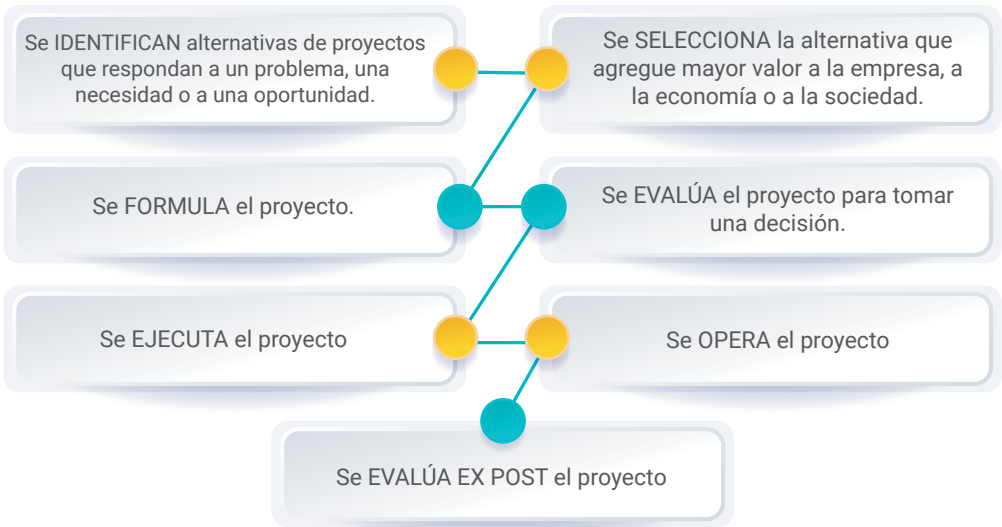 Se IDENTIFICAN alternativas de proyectos
que respondan a un problema, una
necesidad o a una oportunidad.
Se SELECCIONA la alternativa que
agregue mayor valor a la empresa, a
la economía o a la sociedad.
Se FORMULA el proyecto.
Se EVALÚA el proyecto para tomar
una decisión.
Se EJECUTA el proyecto
Se OPERA el proyecto
Se EVALÚA EX POST el proyecto